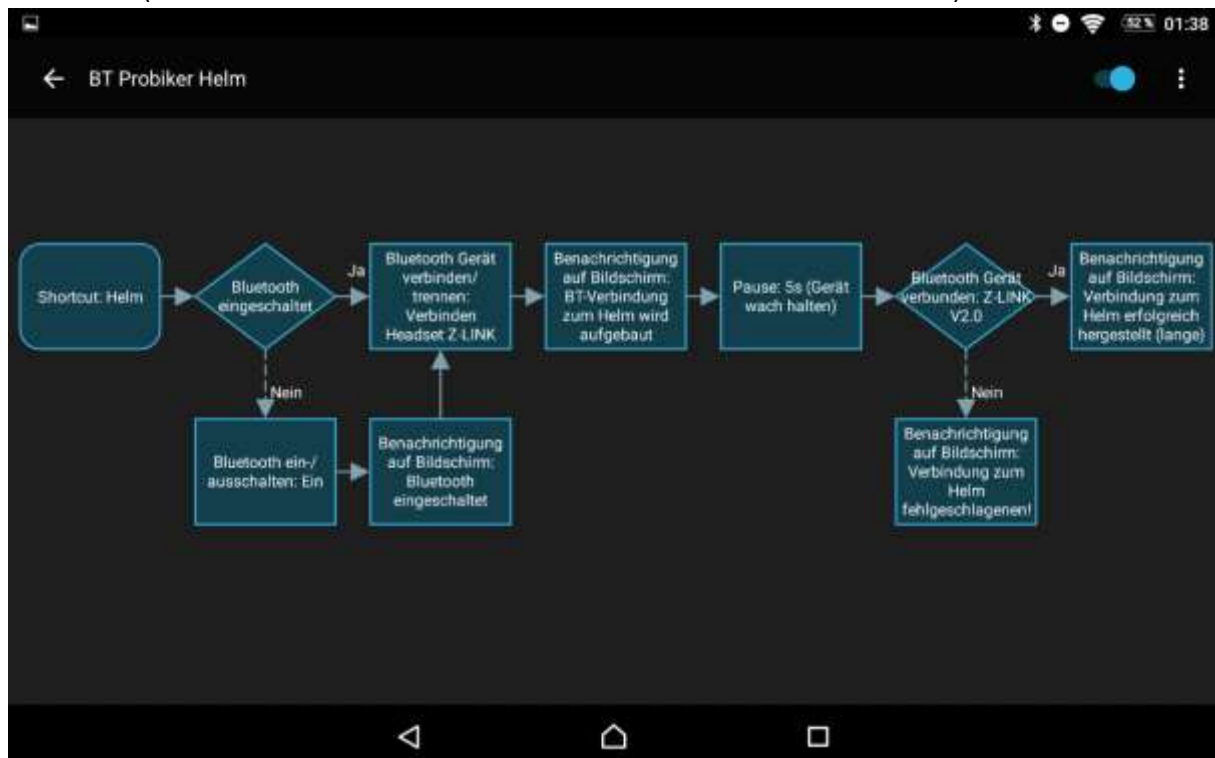 52 % 01:38
BT Probiker Helm
Shortcut: Helm
Bluetooth
eingeschaltet
Ja
Nein
Bluetooth ein-/
ausschalten: Ein
Benachrichtigung
auf Bildschirm:
Bluetooth
eingeschaltet
Bluetooth Gerät
verbinden/
trennen:
Verbinden
Headset Z-LINK
Benachrichtigung
auf Bildschirm:
BT-Verbindung
zum Helm wird
aufgebaut
Pause: 5s (Gerät
wach halten)
Bluetooth Gerät
verbunden: Z-LINK
V2.0
Ja
Nein
Benachrichtigung
auf Bildschirm:
Verbindung zum
Helm erfolgreich
hergestellt (lange)
Benachrichtigung
auf Bildschirm:
Verbindung zum
Helm
fehlgeschlagenen!